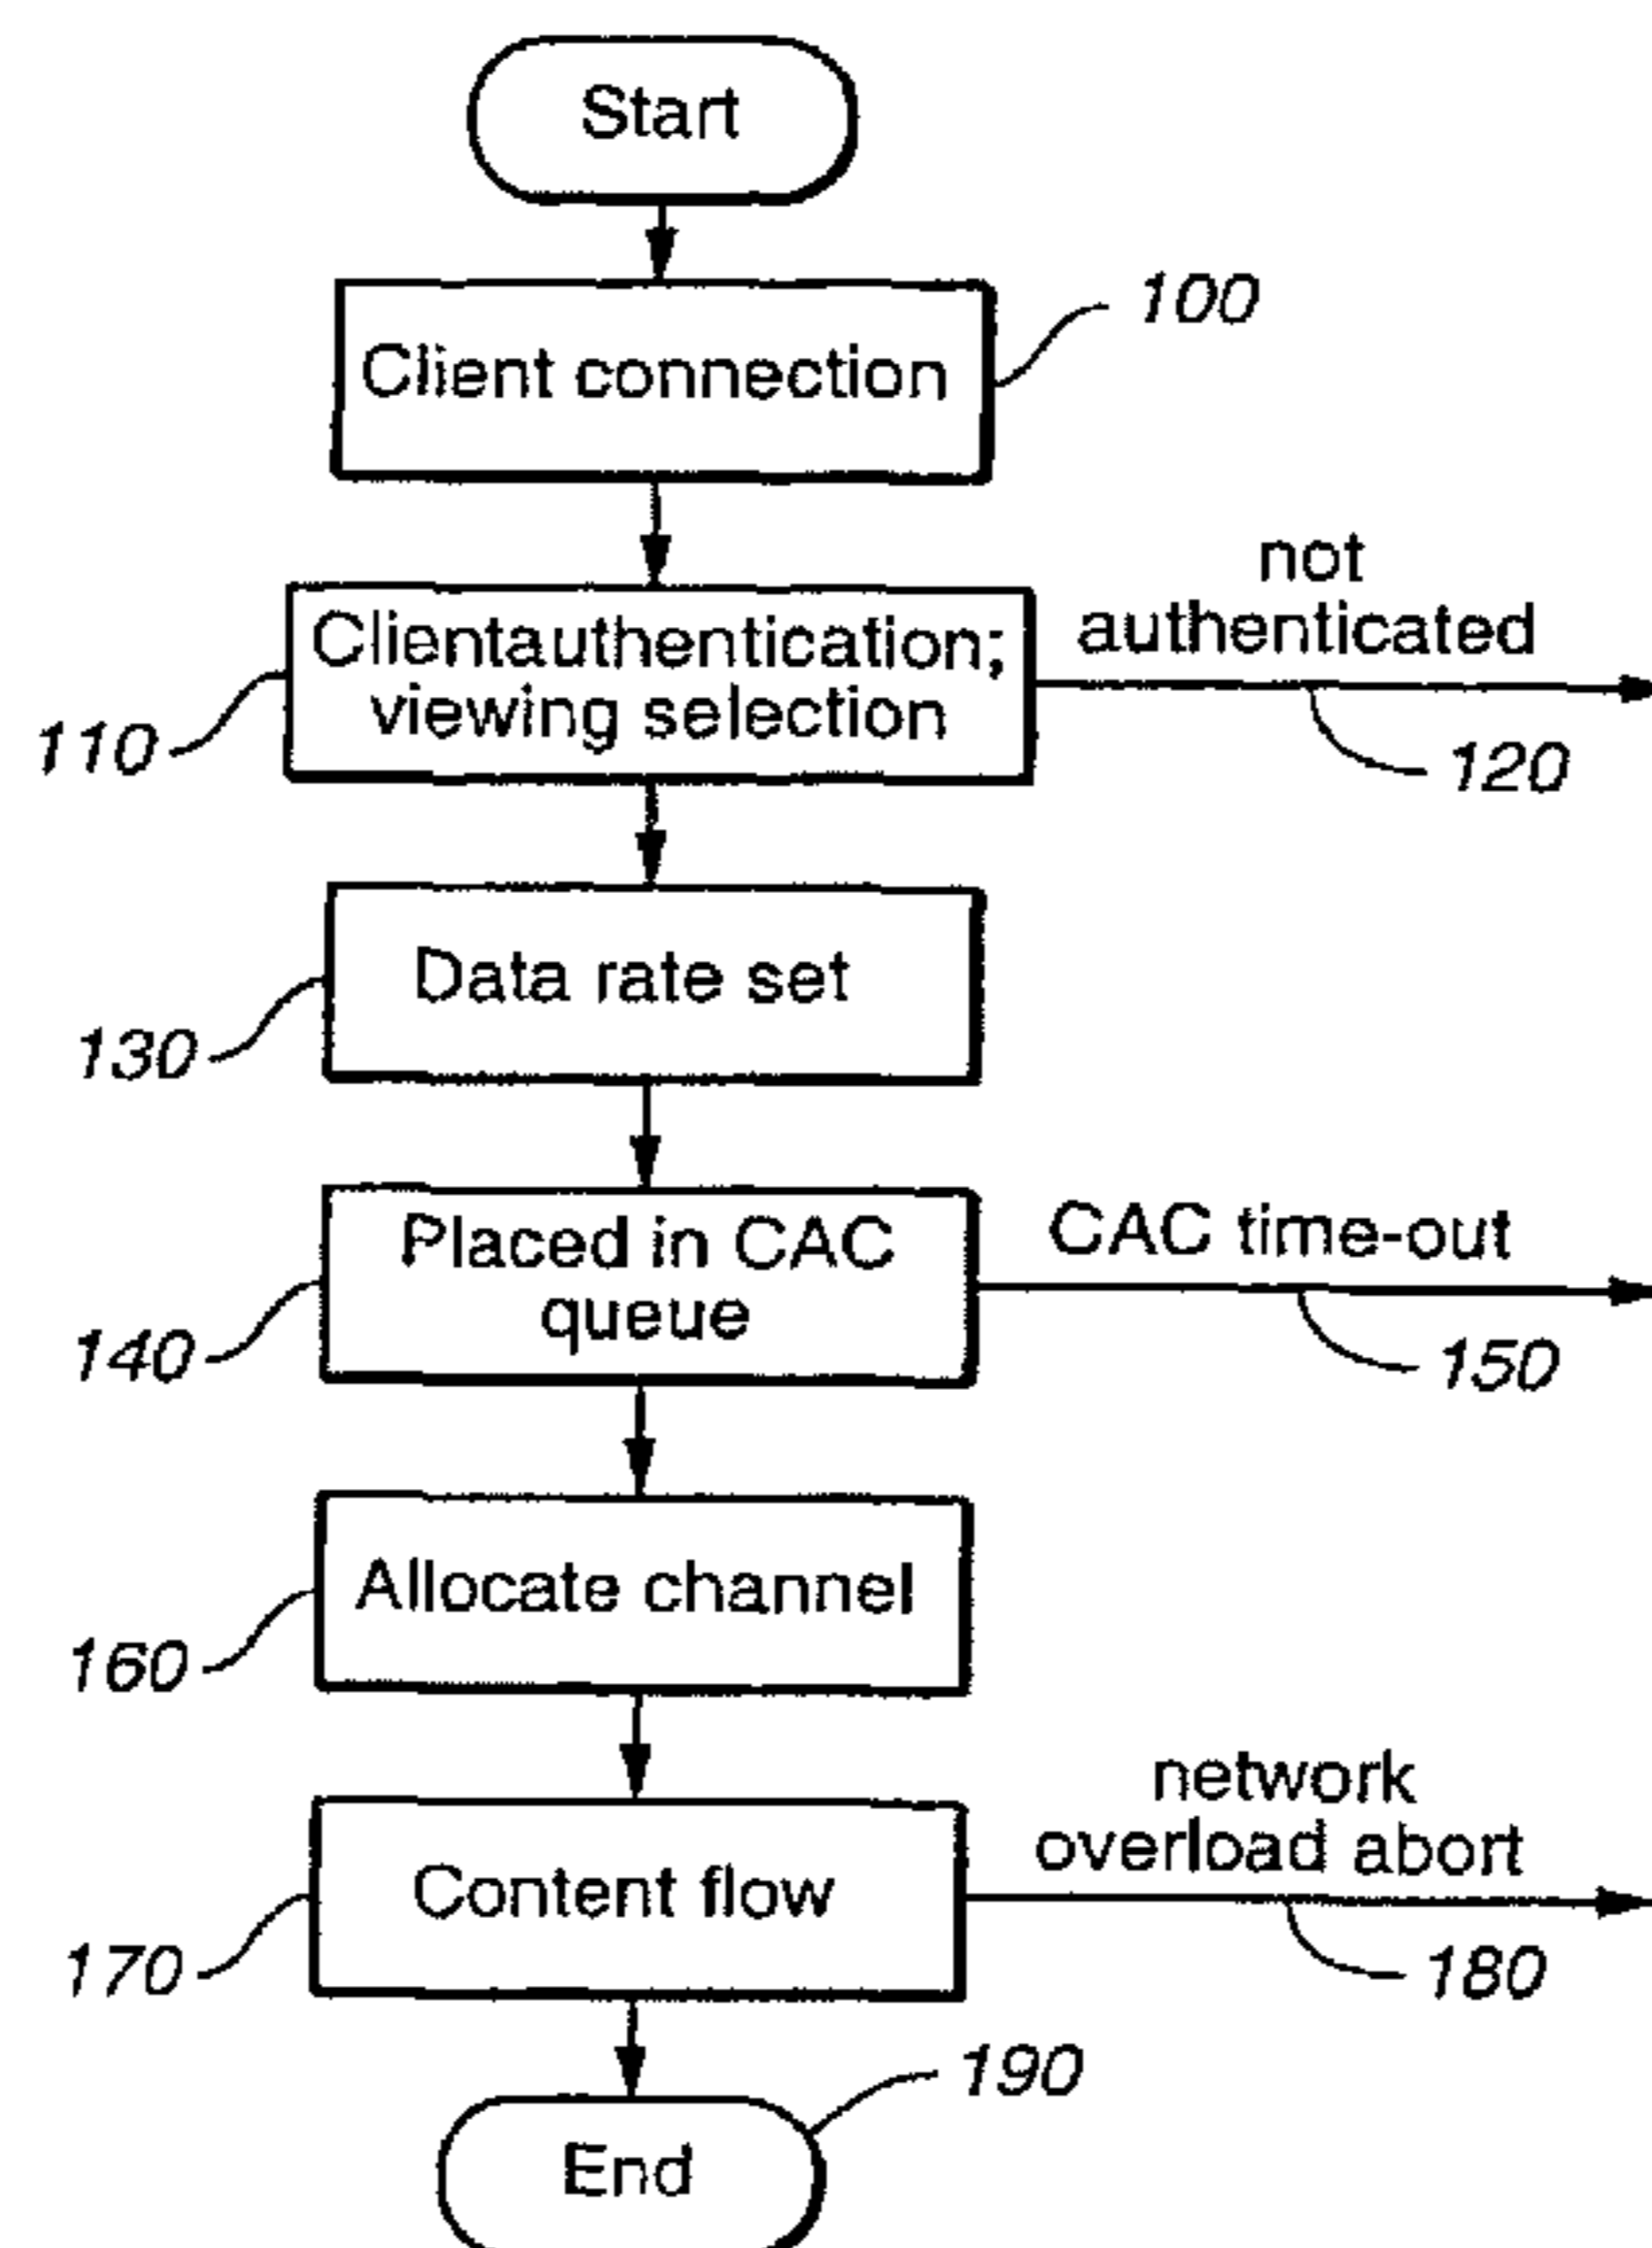 Start
Client connection
100
Clientauthentication;
viewing selection
110
not
authenticated
120
Data rate set
130
Placed in CAC
queue
140
CAC time-out
150
Allocate channel
160
Content flow
170
network
overload abort
180
190
End